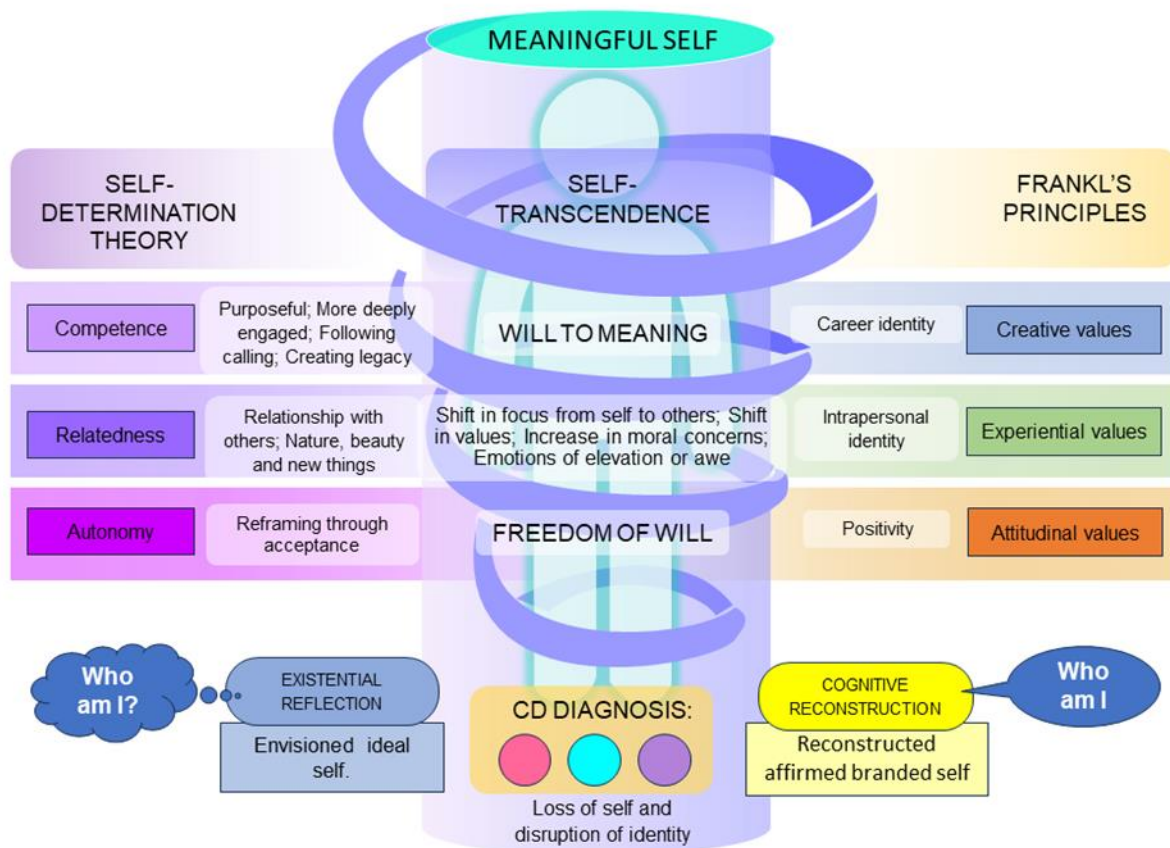 MEANINGFUL SELF
SELF-
DETERMINATION
THEORY
SELF-
TRANSCENDENCE
FRANKL'S
PRINCIPLES
Competence
Purposeful; More deeply
engaged; Following
calling; Creating legacy
WILL TO MEANING
Career identity
Creative values
Relatedness
Relationship with
others; Nature, beauty
and new things
Shift in focus from self to others; Shift
in values; Increase in moral concerns;
Emotions of elevation or awe
Intrapersonal
identity
Experiential values
Autonomy
Reframing through
acceptance
FREEDOM OF WILL
Positivity
Attitudinal values
Who
am I?
EXISTENTIAL
REFLECTION
Envisioned ideal
self.
CD DIAGNOSIS:
Loss of self and
disruption of identity
COGNITIVE
RECONSTRUCTION
Reconstructed
affirmed branded self
Who
am I